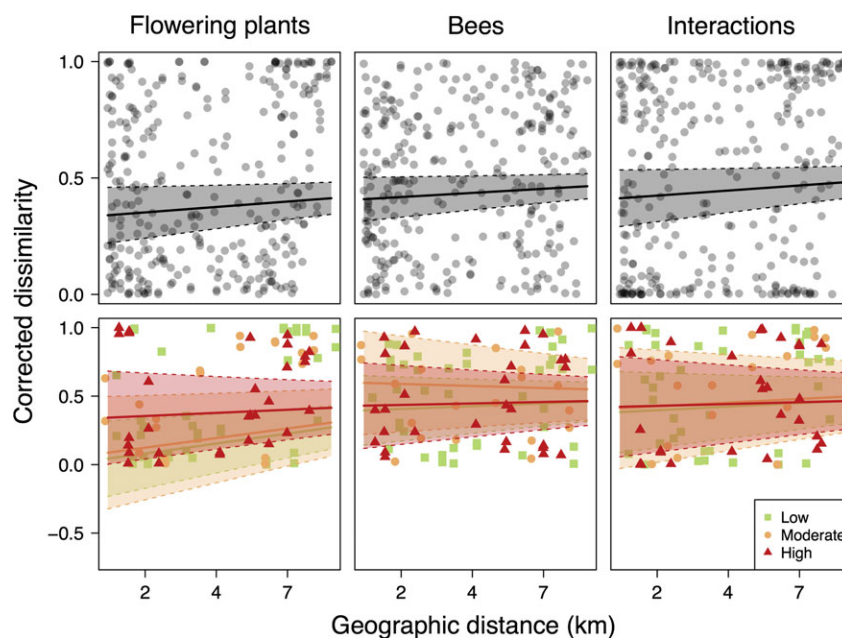 Flowering plants
Bees
Interactions
Corrected dissimilarity
1.0
0.5
0.0
1.0
0.5
0.0
−0.5
Low
Moderate
High
2 4 7
2 4 7
2 4 7
Geographic distance (km)